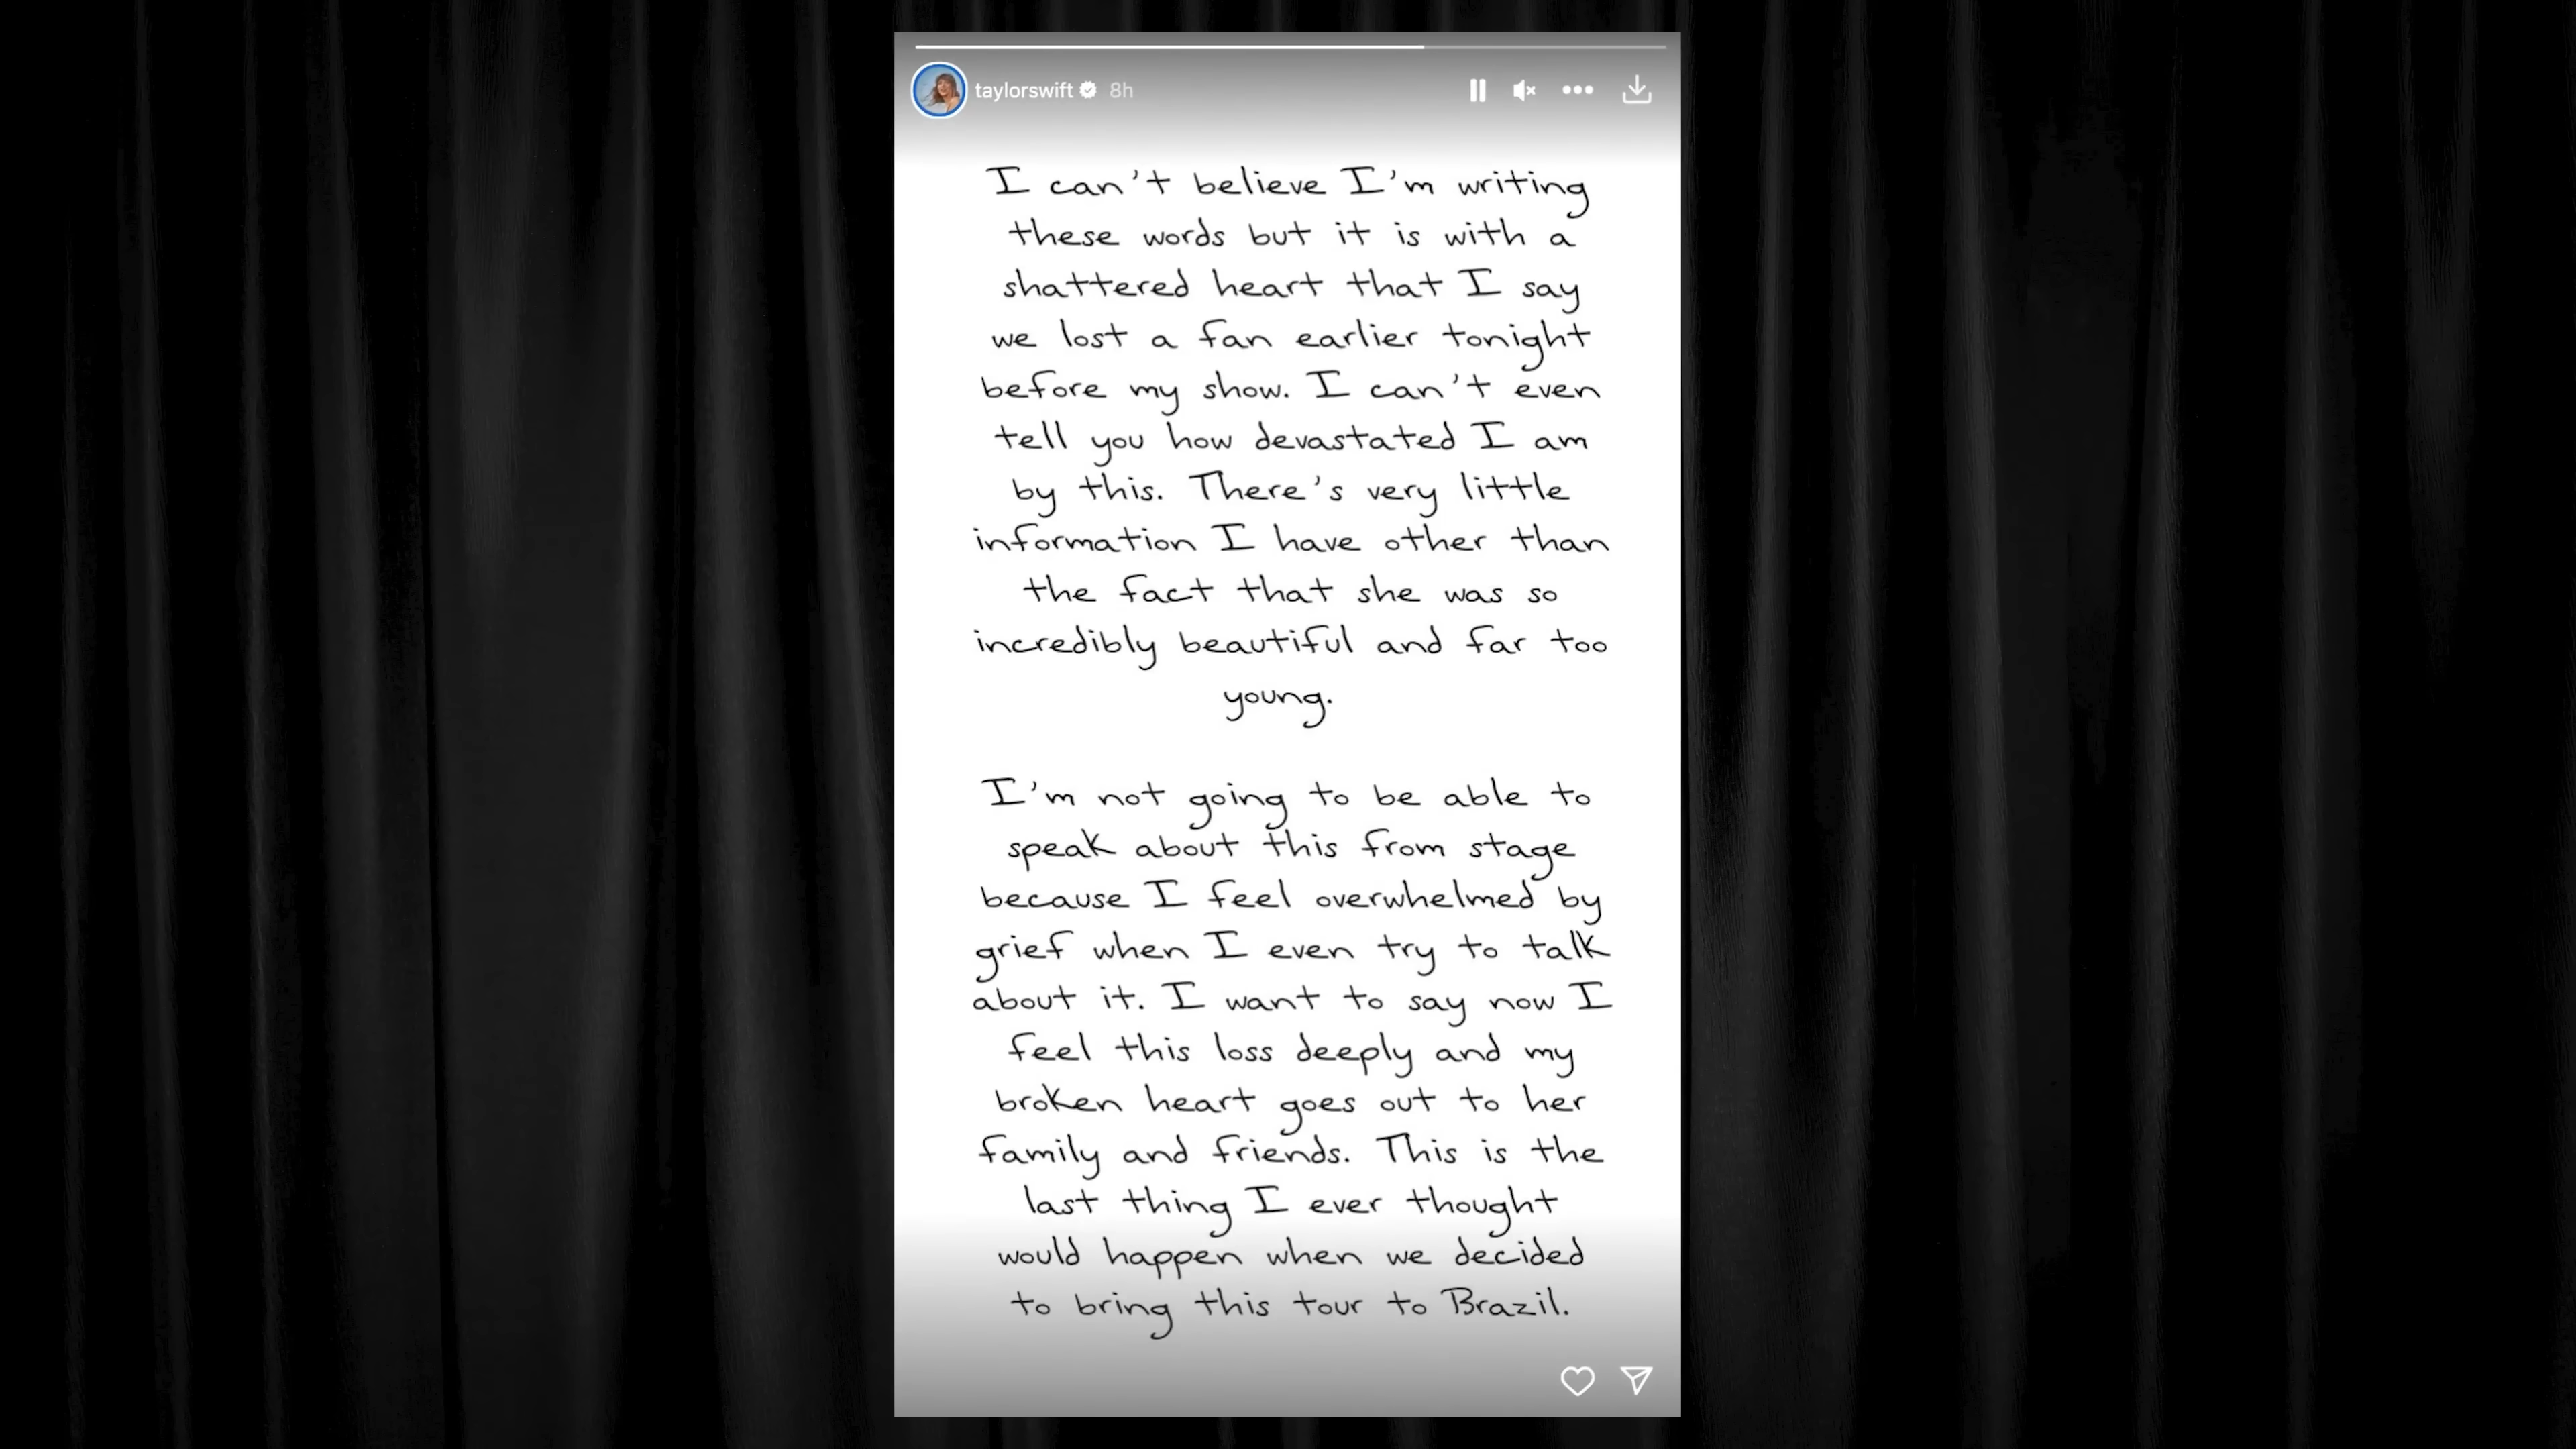 taylorswift 8h
I can't believe I'm writing
these words but it is with a
shattered heart that I say
we lost a fan earlier tonight
before my show. I can't even
tell you how devastated I am
by this. There's very little
information I have other than
the fact that she was so
incredibly beautiful and far too
young.
I'm not going to be able to
speak about this from stage
because I feel overwhelmed by
grief when I even try to talk
about it. I want to say now I
feel this loss deeply and my
broken heart goes out to her
family and friends. This is the
last thing I ever thought
would happen when we decided
to bring this tour to Brazil.